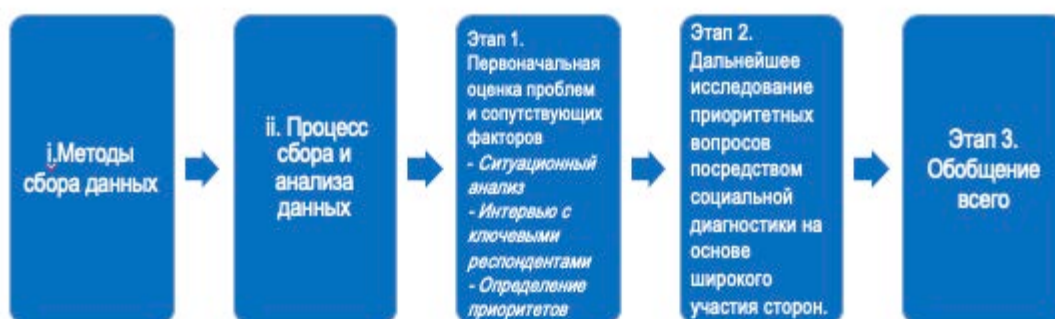 i.Методы
сбора данных
ii. Процесс
сбора и
анализа
данных
Этап 1.
Первоначальная
оценка проблем
и сопутствующих
факторов
- Ситуационный
анализ
- Интервью с
ключевыми
респондентами
- Определение
приоритетов
Этап 2.
Дальнейшее
исследование
приоритетных
вопросов
посредством
социальной
диагностики на
основе
широкого
участия сторон.
Этап 3.
Обобщение
всего